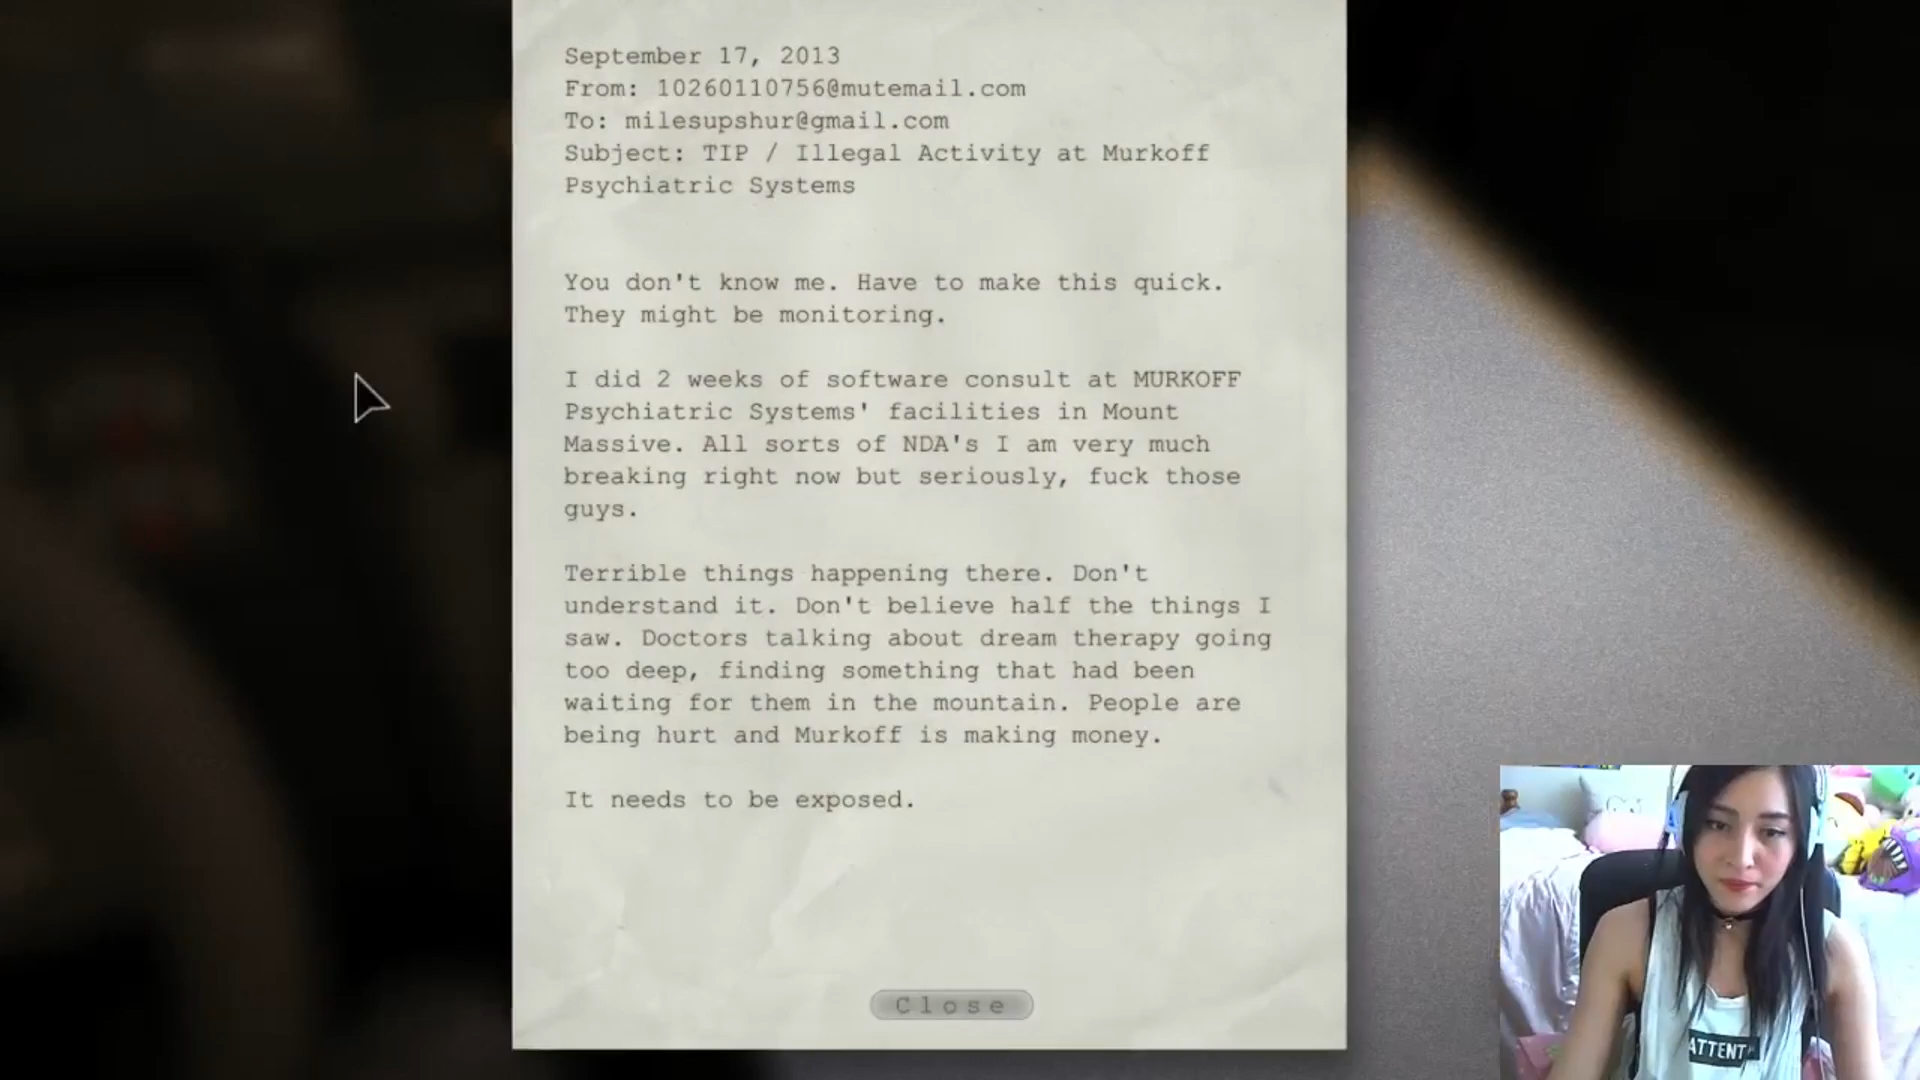 September 17, 2013
From: 10260110756@mutemail.com
To: milesupshur@gmail.com
Subject: TIP / Illegal Activity at Murkoff
Psychiatric Systems
You don't know me. Have to make this quick.
They might be monitoring.
I did 2 weeks of software consult at MURKOFF
Psychiatric Systems' facilities in Mount
Massive. All sorts of NDA's I am very much
breaking right now but seriously, fuck those
guys.
Terrible things happening there. Don't
understand it. Don't believe half the things I
saw. Doctors talking about dream therapy going
too deep, finding something that had been
waiting for them in the mountain. People are
being hurt and Murkoff is making money.
It needs to be exposed.
Close
ATTENT